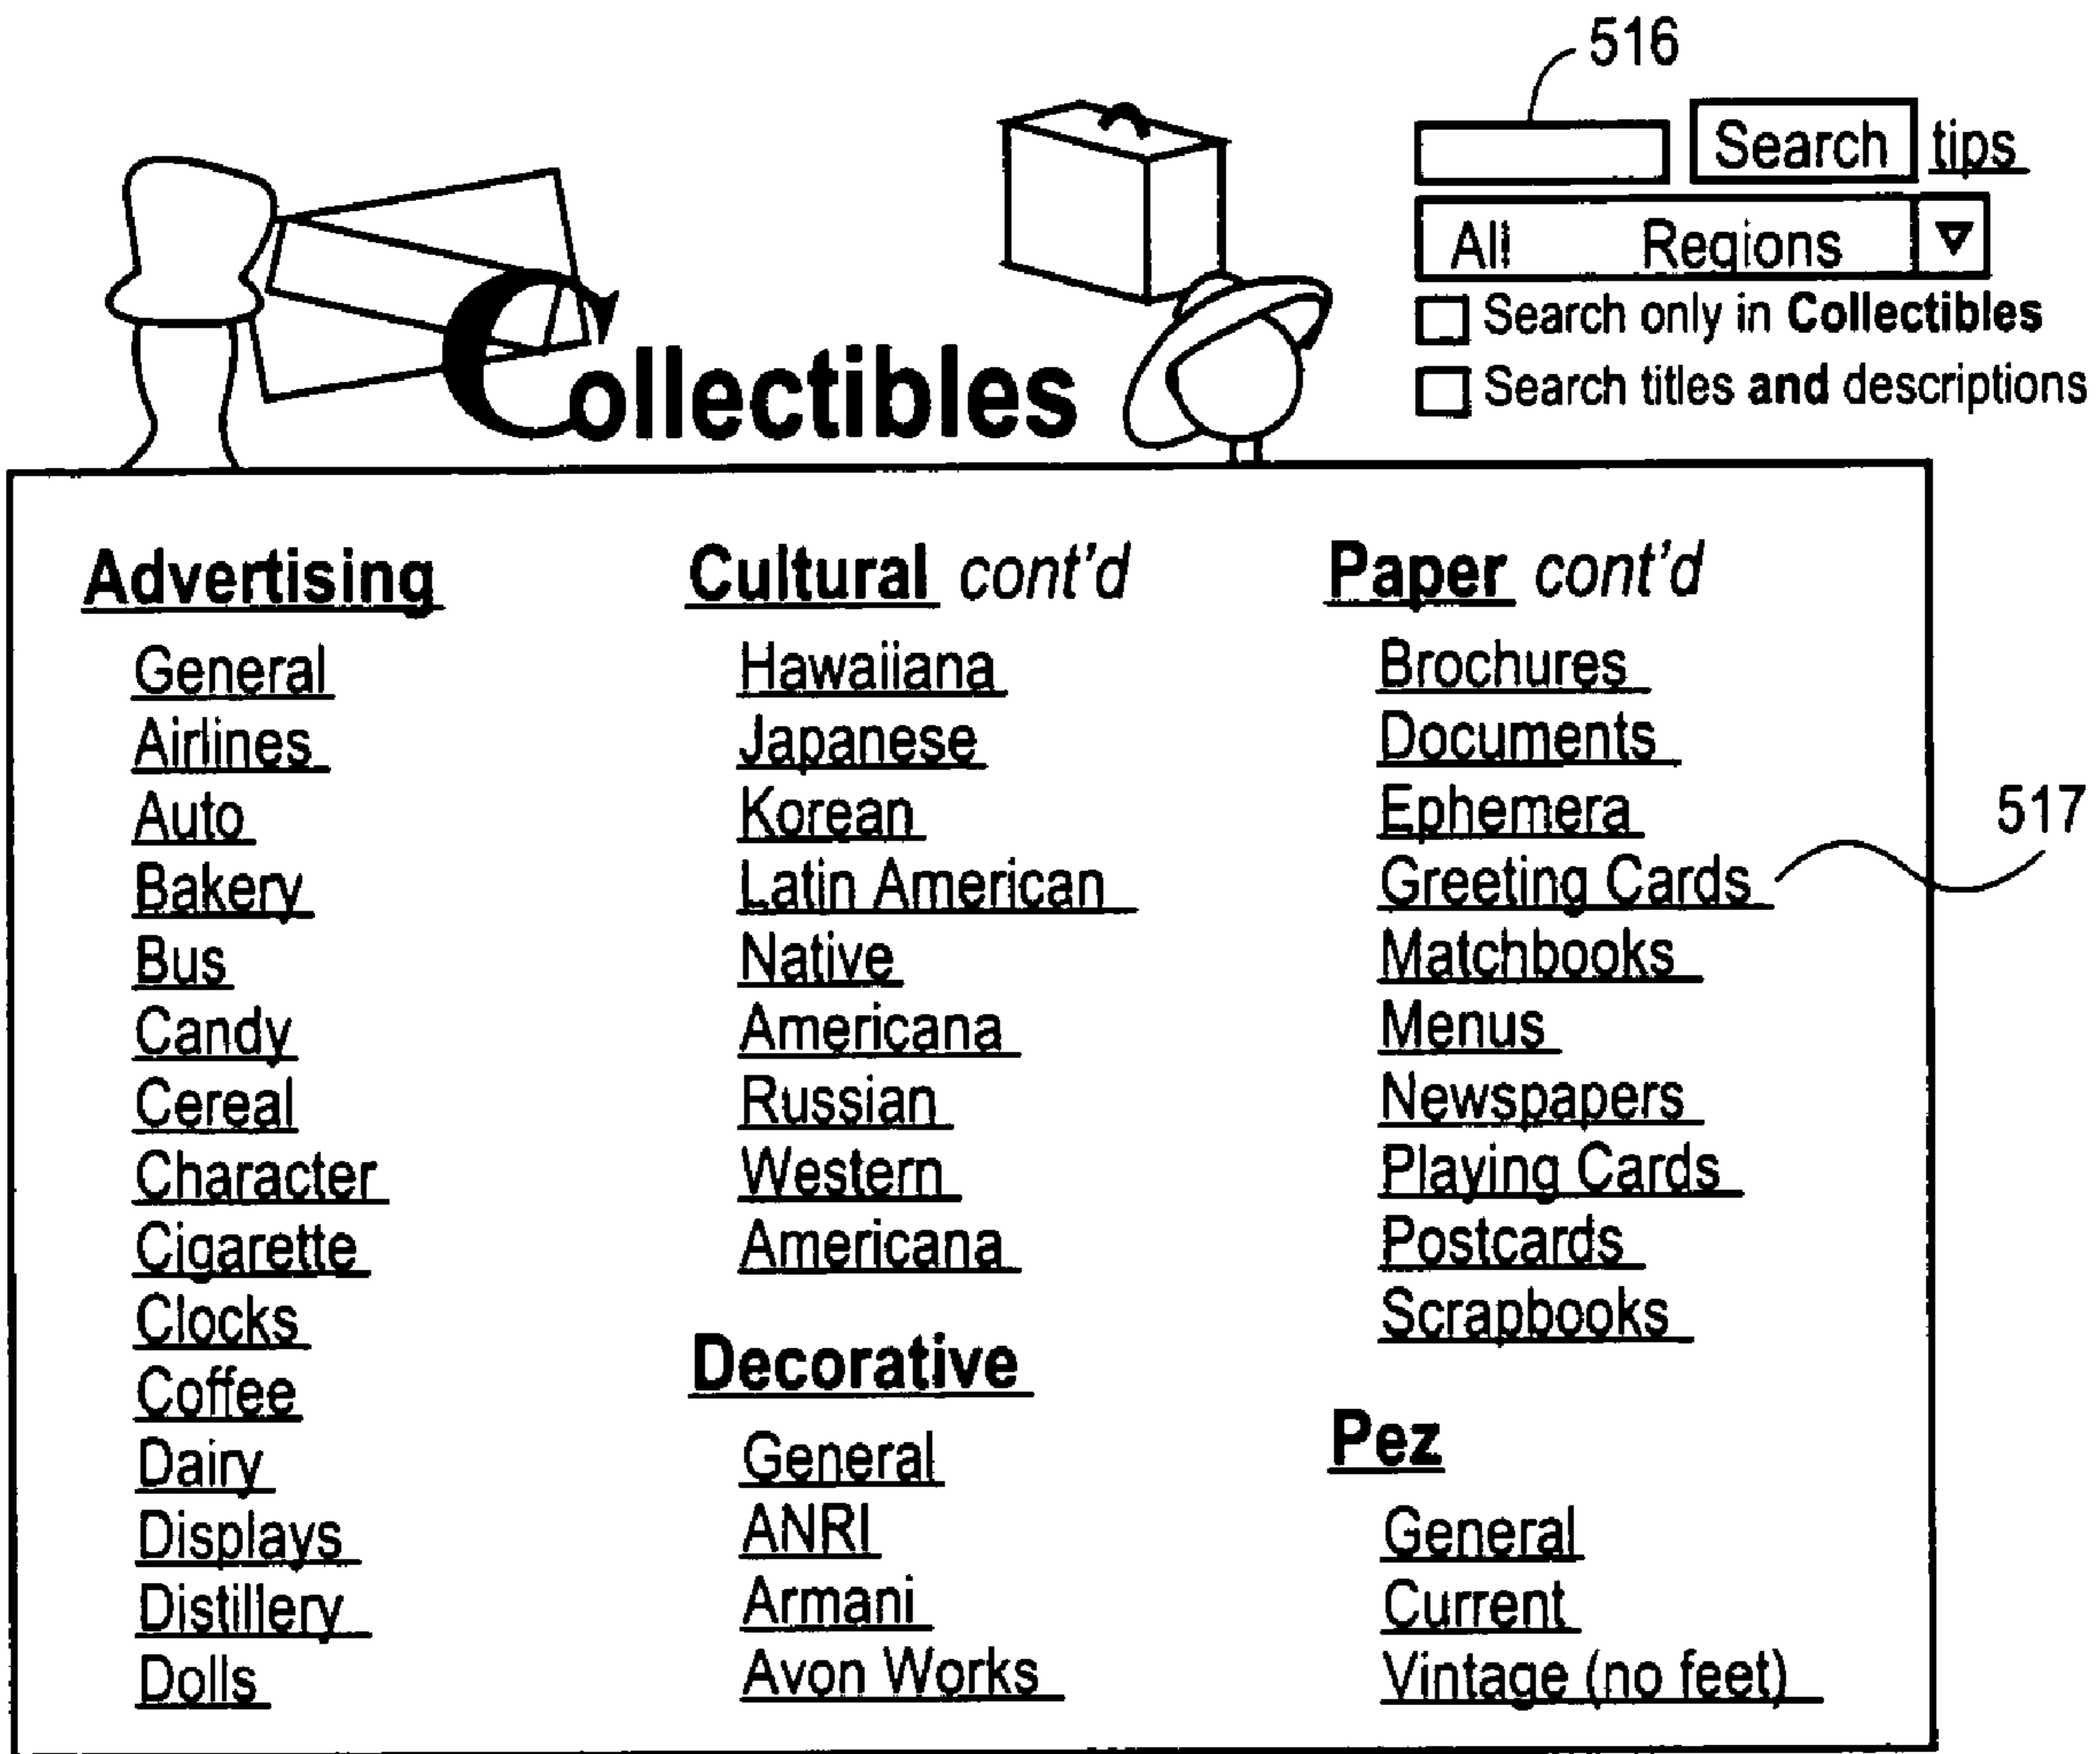 516
Search tips
All Regions
Search only in Collectibles
Search titles and descriptions
Collectibles
Advertising
General
Airlines
Auto
Bakery
Bus
Candy
Cereal
Character
Cigarette
Clocks
Coffee
Dairy
Displays
Distillery
Dolls
Cultural cont'd
Hawaiiana
Japanese
Korean
Latin American
Native
Americana
Russian
Western
Americana
Decorative
General
ANRI
Armani
Avon Works
Paper cont'd
Brochures
Documents
Ephemera
Greeting Cards
517
Matchbooks
Menus
Newspapers
Playing Cards
Postcards
Scrapbooks
Pez
General
Current
Vintage (no feet)